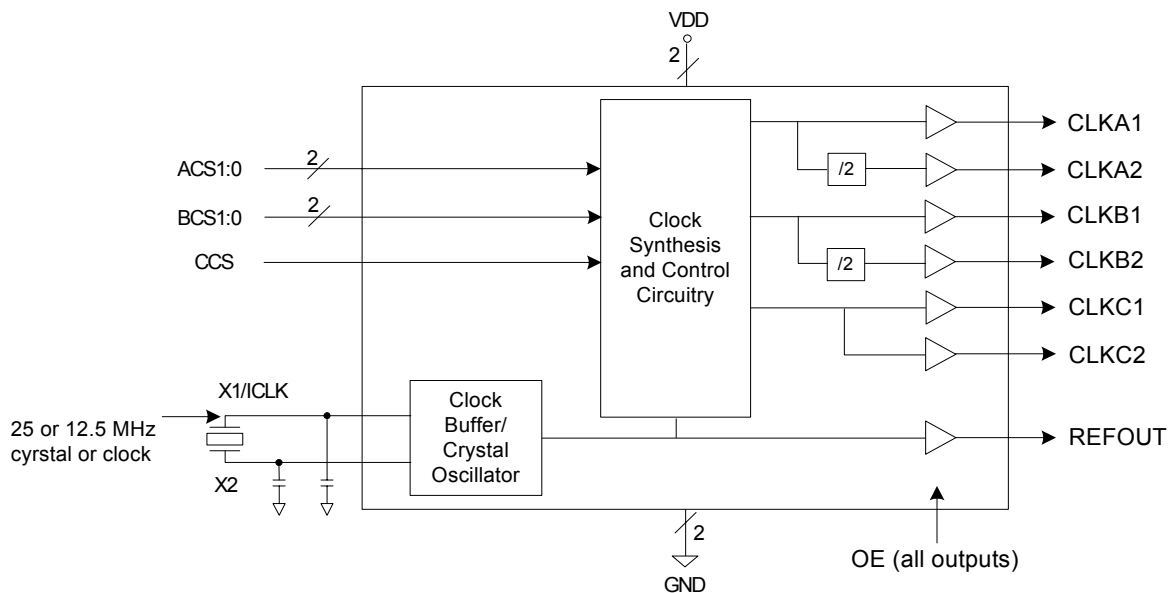 VDD
2
CLKA1
ACS1:0
2
/2
CLKA2
BCS1:0
2
CLKB1
Clock
Synthesis
and Control
Circuitry
CCS
/2
CLKB2
CLKC1
CLKC2
X1/ICLK
25 or 12.5 MHz
cyrstal or clock
X2
Clock
Buffer/
Crystal
Oscillator
REFOUT
2
GND
OE (all outputs)